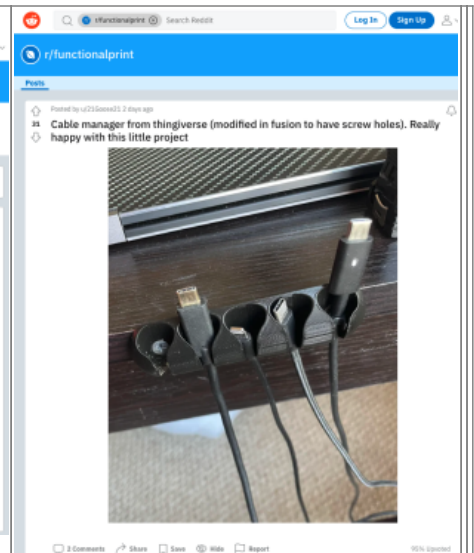 r/functionalprint
Search Reddit
Log In
Sign Up
r/functionalprint
Posts
Posted by u/21Goose21 2 days ago
21
Cable manager from thingiverse (modified in fusion to have screw holes). Really
happy with this little project
2 Comments
Share
Save
Hide
Report
95% Upvoted